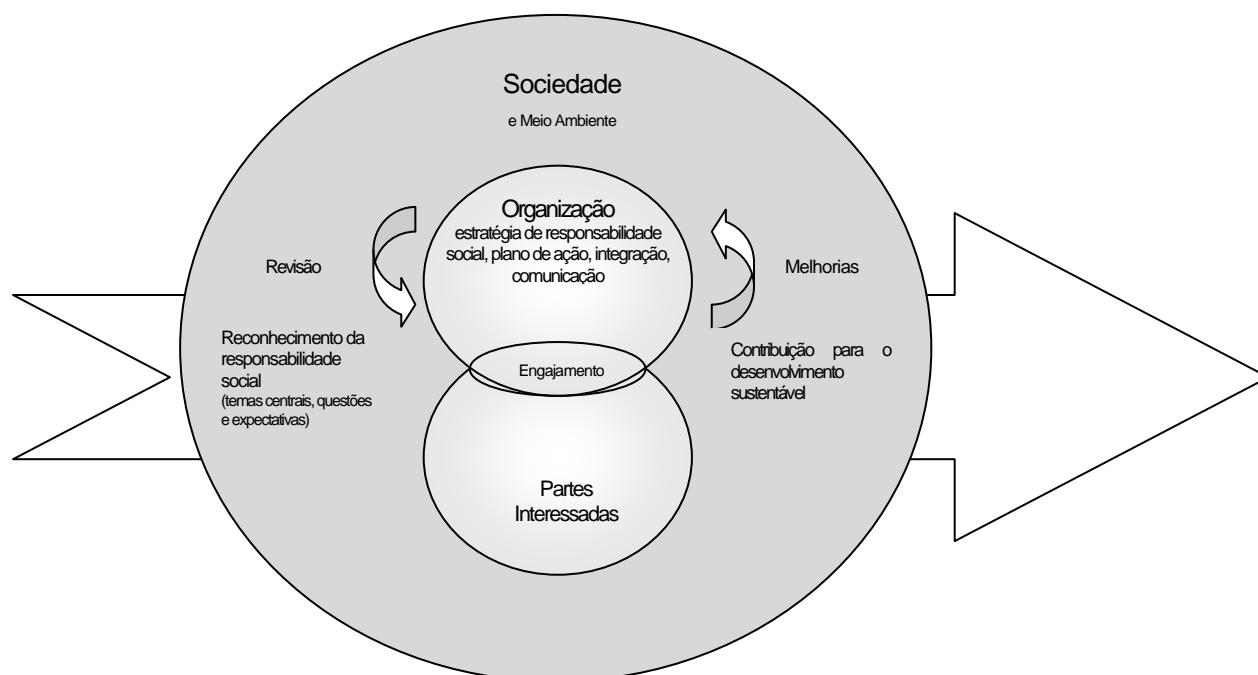 Sociedade
e Meio Ambiente
Organização
estratégia de responsabilidade
social, plano de ação, integração,
comunicação
Revisão
Melhorias
Reconhecimento da
responsabilidade
social
(temas centrais, questões
e expectativas)
Contribuição para o
desenvolvimento
sustentável
Engajamento
Partes
Interessadas